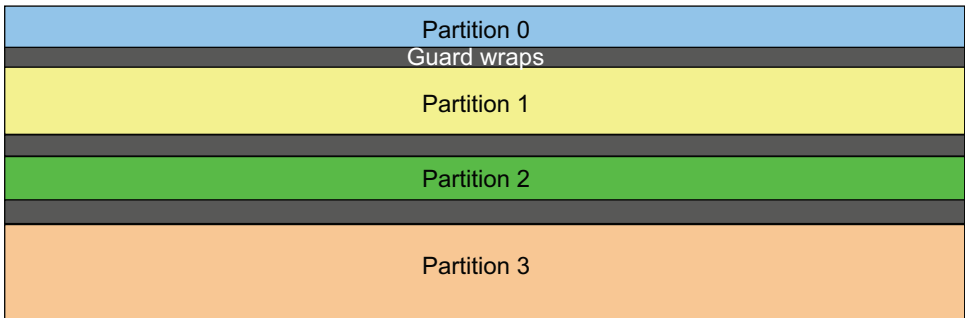 Partition 0
Guard wraps
Partition 1
Partition 2
Partition 3